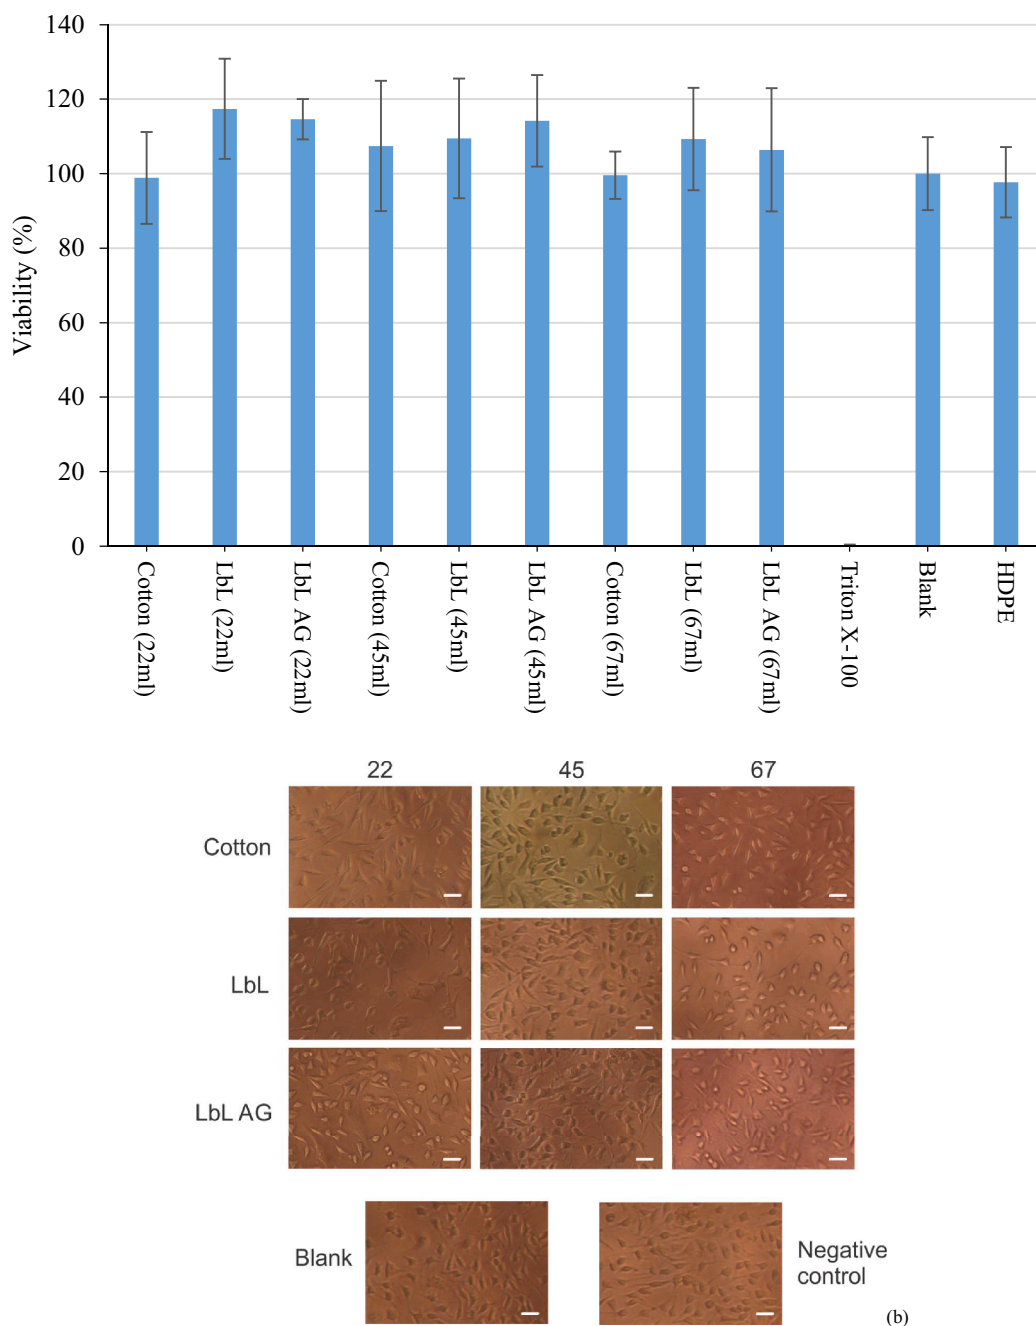 140
120
100
80
60
40
20
0
Viability (%)
Cotton (22ml)
LbL (22ml)
LbL AG (22ml)
Cotton (45ml)
LbL (45ml)
LbL AG (45ml)
Cotton (67ml)
LbL (67ml)
LbL AG (67ml)
Triton X-100
Blank
HDPE
22 45 67
Cotton
LbL
LbL AG
Blank
Negative
control
(b)